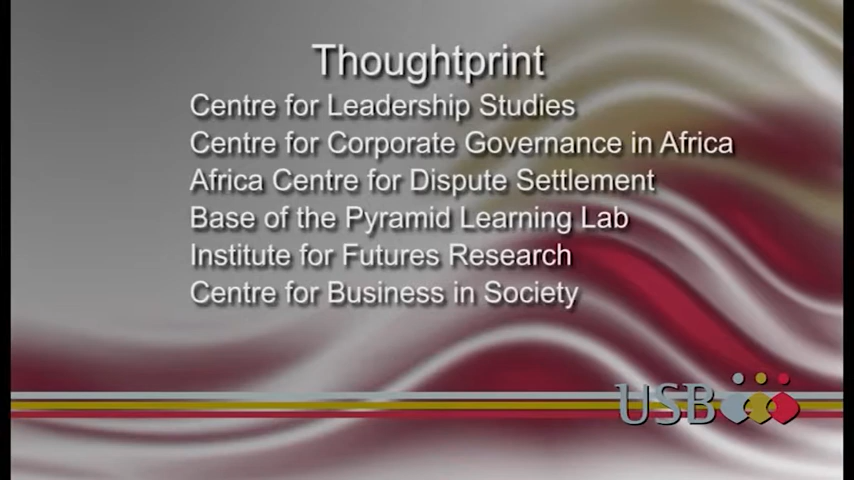 Thoughtprint
Centre for Leadership Studies
Centre for Corporate Governance in Africa
Africa Centre for Dispute Settlement
Base of the Pyramid Learning Lab
Institute for Futures Research
Centre for Business in Society
USB